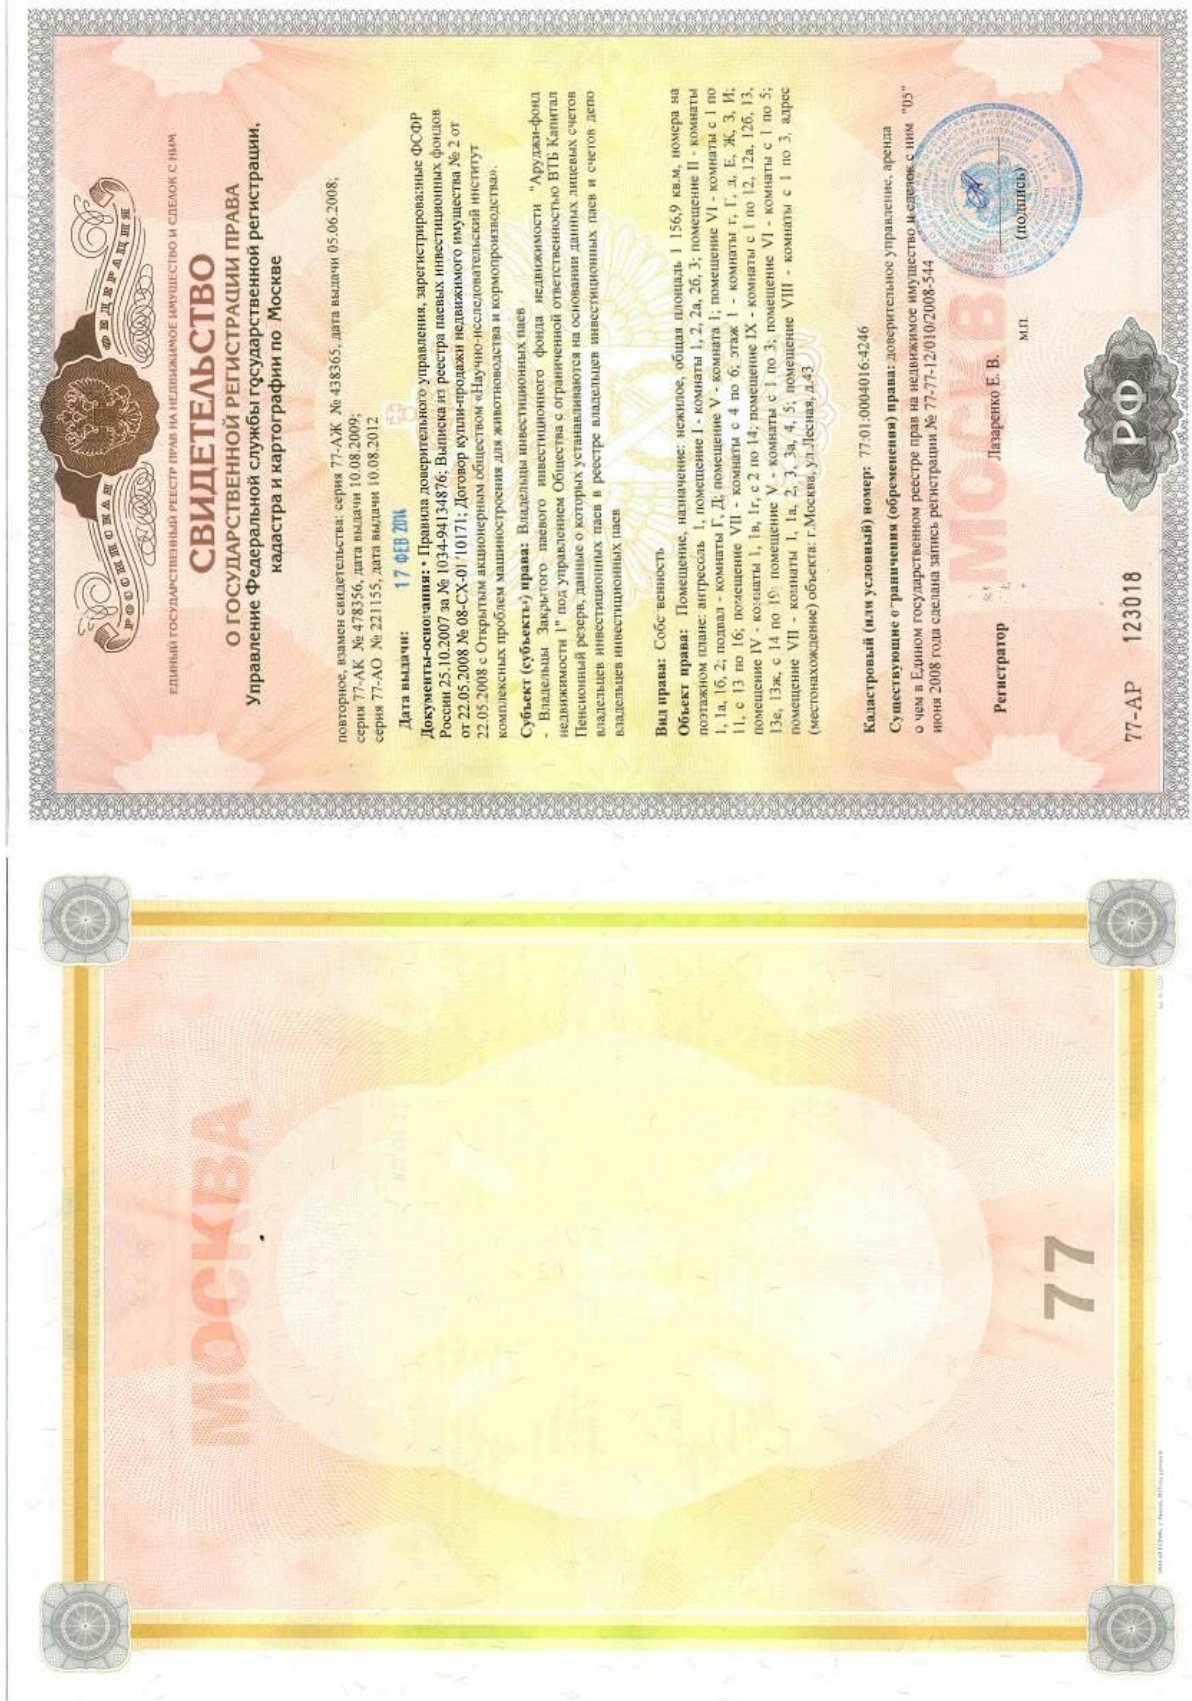 РОССИЙСКАЯ ФЕДЕРАЦИЯ
ЕДИНЫЙ ГОСУДАРСТВЕННЫЙ РЕЕСТР ПРАВ НА НЕДВИЖИМОЕ ИМУЩЕСТВО И СДЕЛОК С НИМ
СВИДЕТЕЛЬСТВО
О ГОСУДАРСТВЕННОЙ РЕГИСТРАЦИИ ПРАВА
Управление Федеральной службы государственной регистрации,
кадастра и картографии по Москве
повторное, взамен свидетельства: серия 77-АЖ № 438365, дата выдачи 05.06.2008;
серия 77-АК № 478356, дата выдачи 10.08.2009;
серия 77-АО № 221155, дата выдачи 10.08.2012
Дата выдачи: 17 ФЕВ 2014
Документы-основания: • Правила доверительного управления, зарегистрированные ФСФР
России 25.10.2007 за № 1034-94134876; Выписка из реестра паевых инвестиционных фондов
от 22.05.2008 № 08-СХ-01/10171; Договор купли-продажи недвижимого имущества № 2 от
22.05.2008 с Открытым акционерным обществом «Научно-исследовательский институт
комплексных проблем машиностроения для животноводства и кормопроизводства».
Субъект (субъекты) права: Владельцы инвестиционных паев
- Владельцы Закрытого паевого инвестиционного фонда недвижимости "Аруджи-фонд
недвижимости 1" под управлением Общества с ограниченной ответственностью ВТБ Капитал
Пенсионный резерв, данные о которых устанавливаются на основании данных лицевых счетов
владельцев инвестиционных паев в реестре владельцев инвестиционных паев и счетов депо
владельцев инвестиционных паев
Вид права: Собственность
Объект права: Помещение, назначение: нежилое, общая площадь 1 156,9 кв.м, номера на
поэтажном плане: антресоль 1, помещение I - комнаты 1, 2, 2а, 2б, 3; помещение II - комнаты
1, 1а, 1б, 2; подвал - комнаты Г, Д; помещение V - комната 1; помещение VI - комнаты с 1 по
11, с 13 по 16; помещение VII - комнаты с 4 по 6; этаж 1 - комнаты г, Г, д, Е, Ж, З, И;
помещение IV - комнаты 1, 1в, 1г, с 2 по 14; помещение IX - комнаты с 1 по 12, 12а, 12б, 13,
13е, 13ж, с 14 по 19; помещение V - комнаты с 1 по 3; помещение VI - комнаты с 1 по 5;
помещение VII - комнаты 1, 1а, 2, 3, 3а, 4, 5; помещение VIII - комнаты с 1 по 3, адрес
(местонахождение) объекта: г.Москва, ул.Лесная, д.43
Кадастровый (или условный) номер: 77:01:0004016:4246
Существующие ограничения (обременения) права: доверительное управление, аренда
о чем в Едином государственном реестре прав на недвижимое имущество и сделок с ним "05"
июня 2008 года сделана запись регистрации № 77-77-12/010/2008-544
Регистратор Лазаренко Е. В.
м.п. (подпись)
МОСКВА
77-АР 123018
РФ
МОСКВА
77